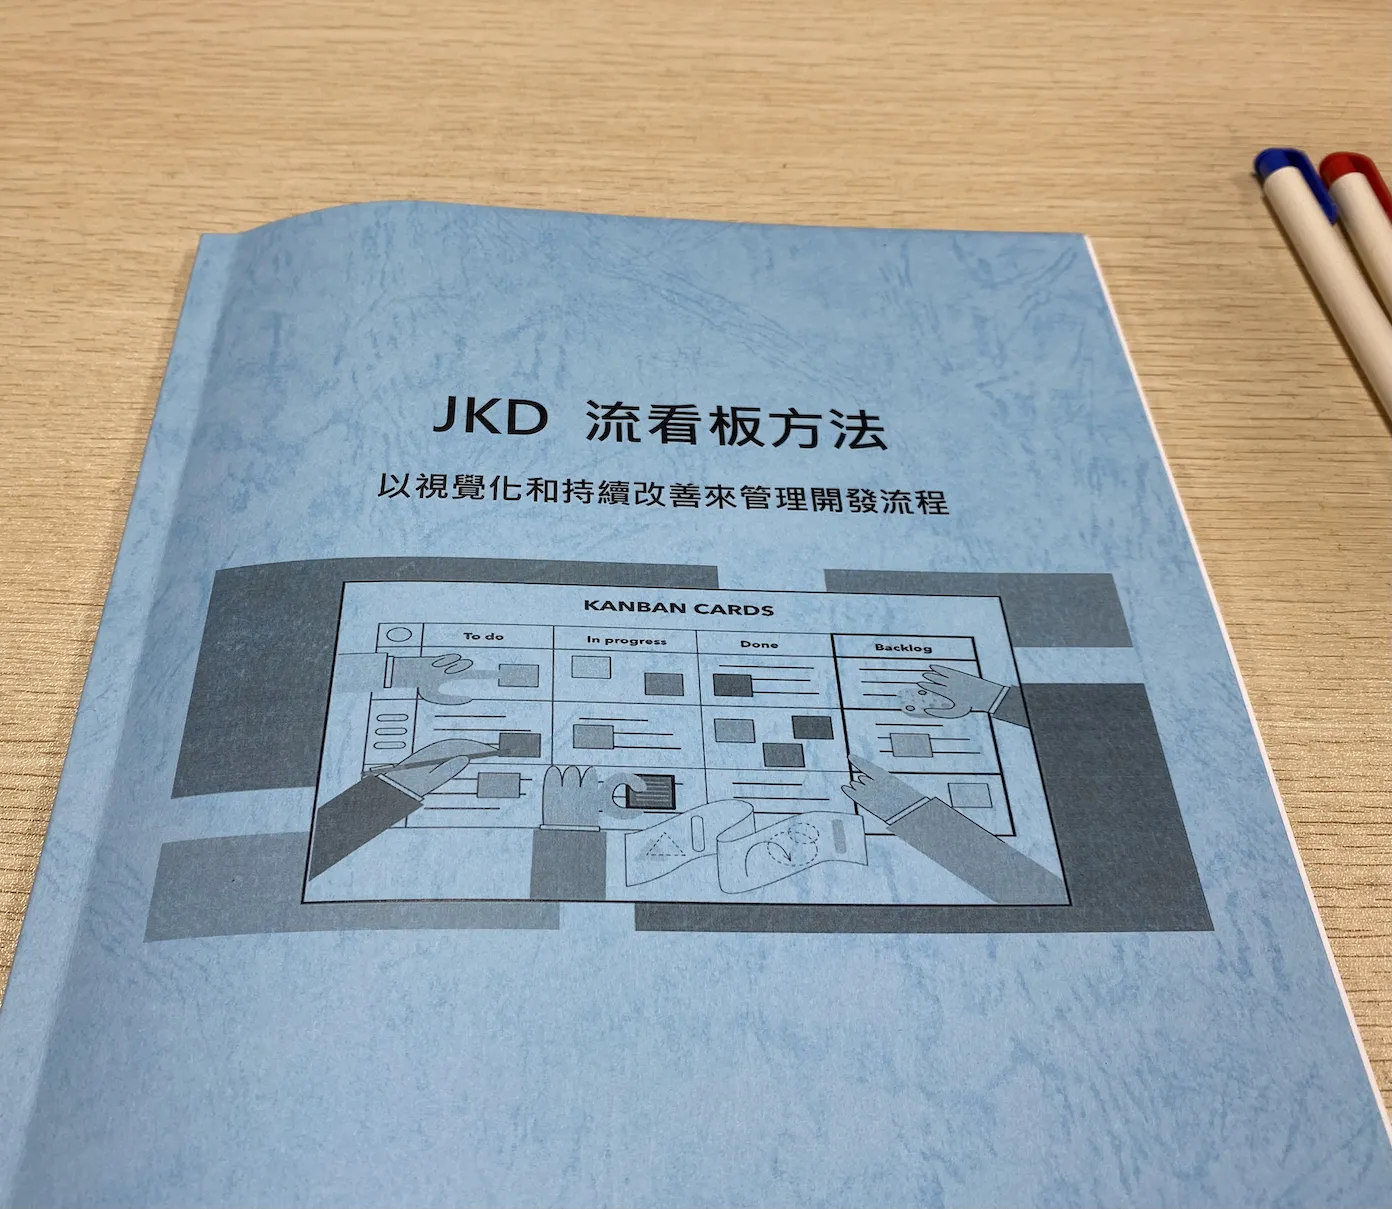 JKD 流看板方法
以視覺化和持續改善來管理開發流程
KANBAN CARDS
To do
In progress
Done
Backlog